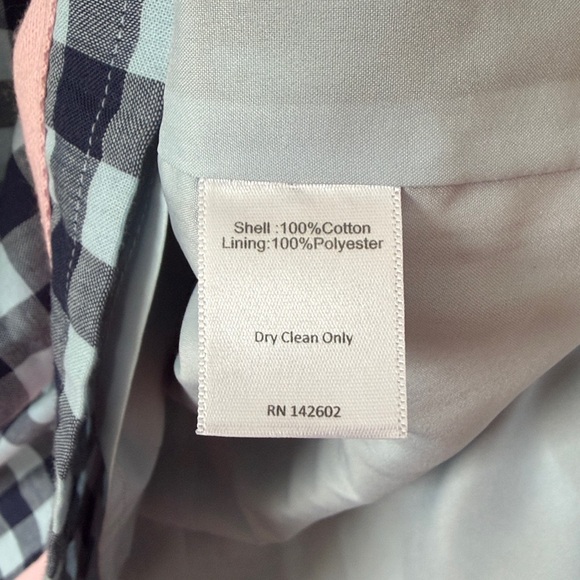 Shell :100%Cotton
Lining:100%Polyester
Dry Clean Only
RN 142602